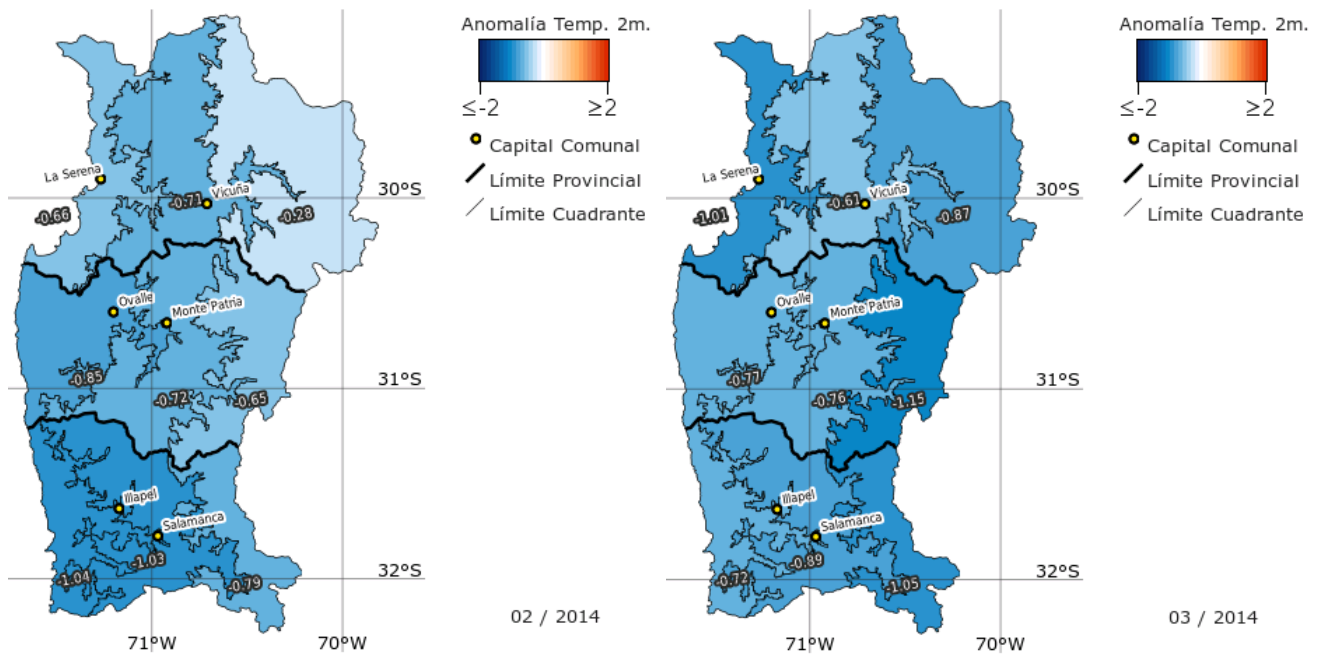 Anomalía Temp. 2m.
≤-2
≥2
Capital Comunal
Límite Provincial
Límite Cuadrante
La Serena
Vicuña
30°S
-0.66
-0.71
-0.28
Ovalle
Monte Patria
31°S
-0.85
-0.72
-0.65
Illapel
Salamanca
32°S
-1.04
-1.03
-0.79
02 / 2014
71°W
70°W
Anomalía Temp. 2m.
≤-2
≥2
Capital Comunal
Límite Provincial
Límite Cuadrante
La Serena
Vicuña
30°S
-1.01
-0.61
-0.87
Ovalle
Monte Patria
31°S
-0.77
-0.76
-1.15
Illapel
Salamanca
32°S
-0.72
-0.89
-1.05
03 / 2014
71°W
70°W